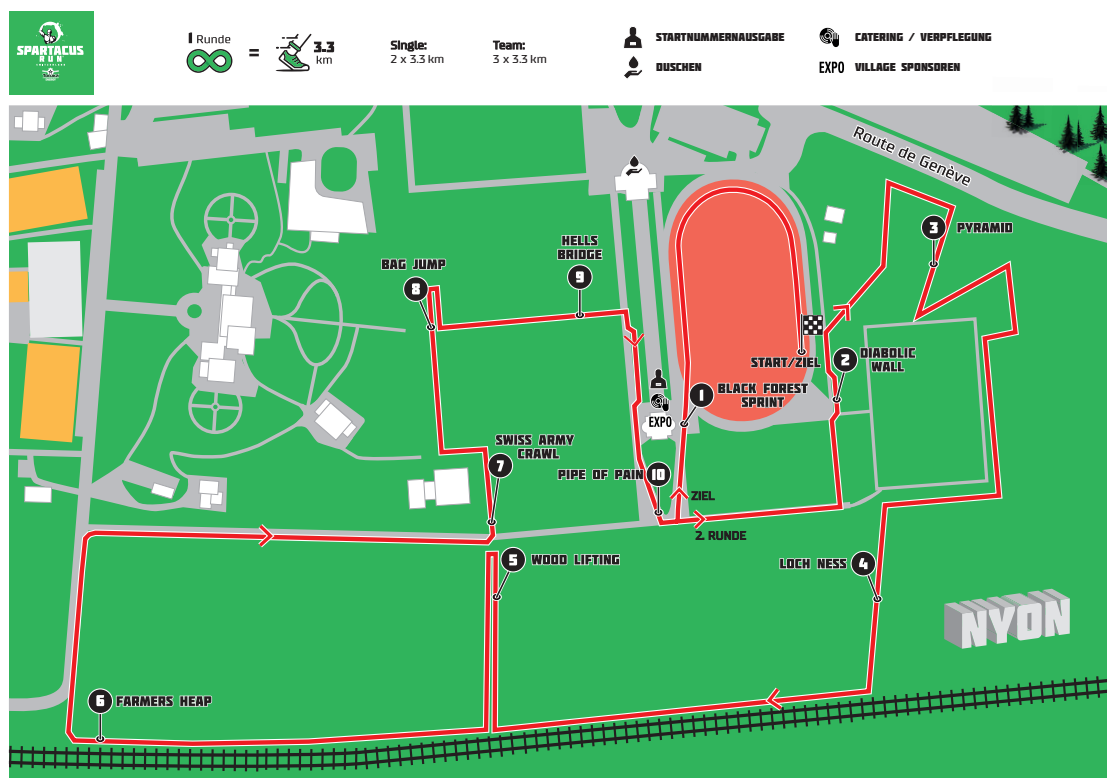 SPARTACUS
RUN
1 Runde
=
3.3
km
Single:
2 x 3.3 km
Team:
3 x 3.3 km
STARTNUMMERNAUSGABE
DUSCHEN
CATERING / VERPFLEGUNG
EXPO VILLAGE SPONSOREN
Route de Genève
3 PYRAMID
HELLS
BRIDGE
9
BAG JUMP
8
START/ZIEL
2 DIABOLIC
WALL
1 BLACK FOREST
SPRINT
EXPO
SWISS ARMY
CRAWL
7
PIPE OF PAIN 10
ZIEL
2. RUNDE
5 WOOD LIFTING
LOCH NESS 4
NYON
6 FARMERS HEAP